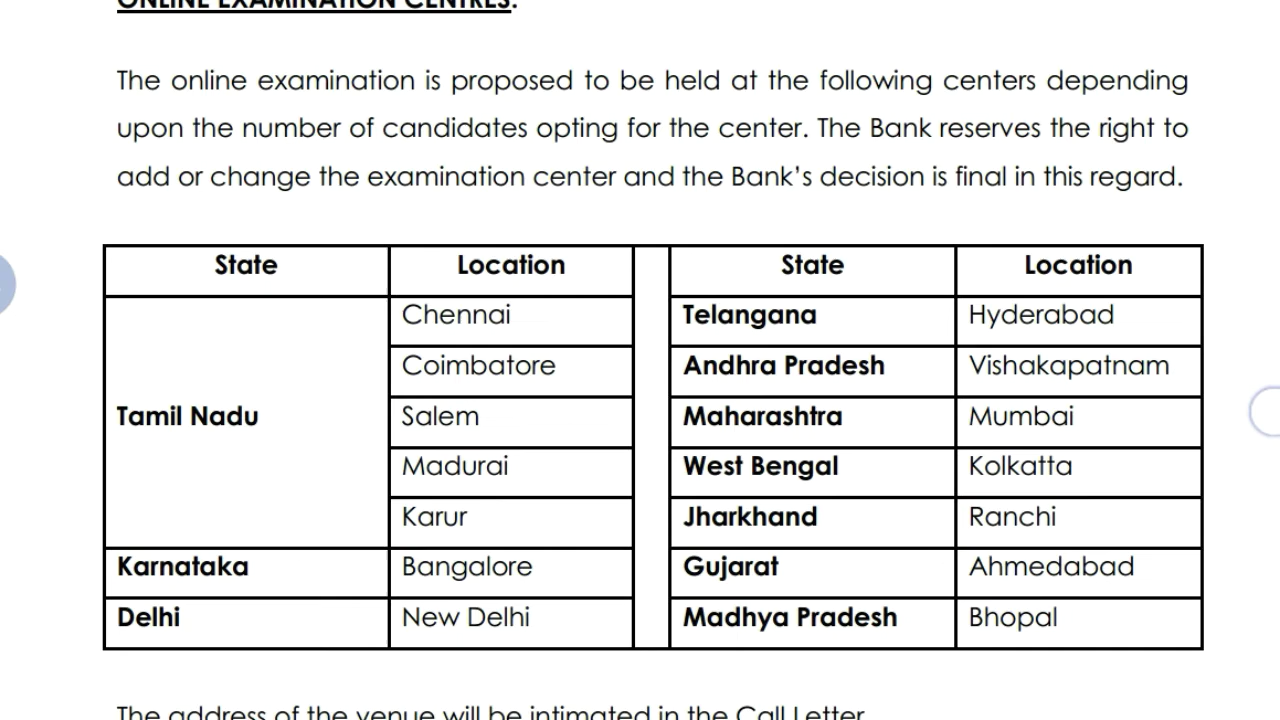 ONLINE EXAMINATION CENTRES:
The online examination is proposed to be held at the following centers depending
upon the number of candidates opting for the center. The Bank reserves the right to
add or change the examination center and the Bank's decision is final in this regard.
State Location State Location
Tamil Nadu Chennai Telangana Hyderabad
Coimbatore Andhra Pradesh Vishakapatnam
Salem Maharashtra Mumbai
Madurai West Bengal Kolkatta
Karur Jharkhand Ranchi
Karnataka Bangalore Gujarat Ahmedabad
Delhi New Delhi Madhya Pradesh Bhopal
The address of the venue will be intimated in the Call Letter